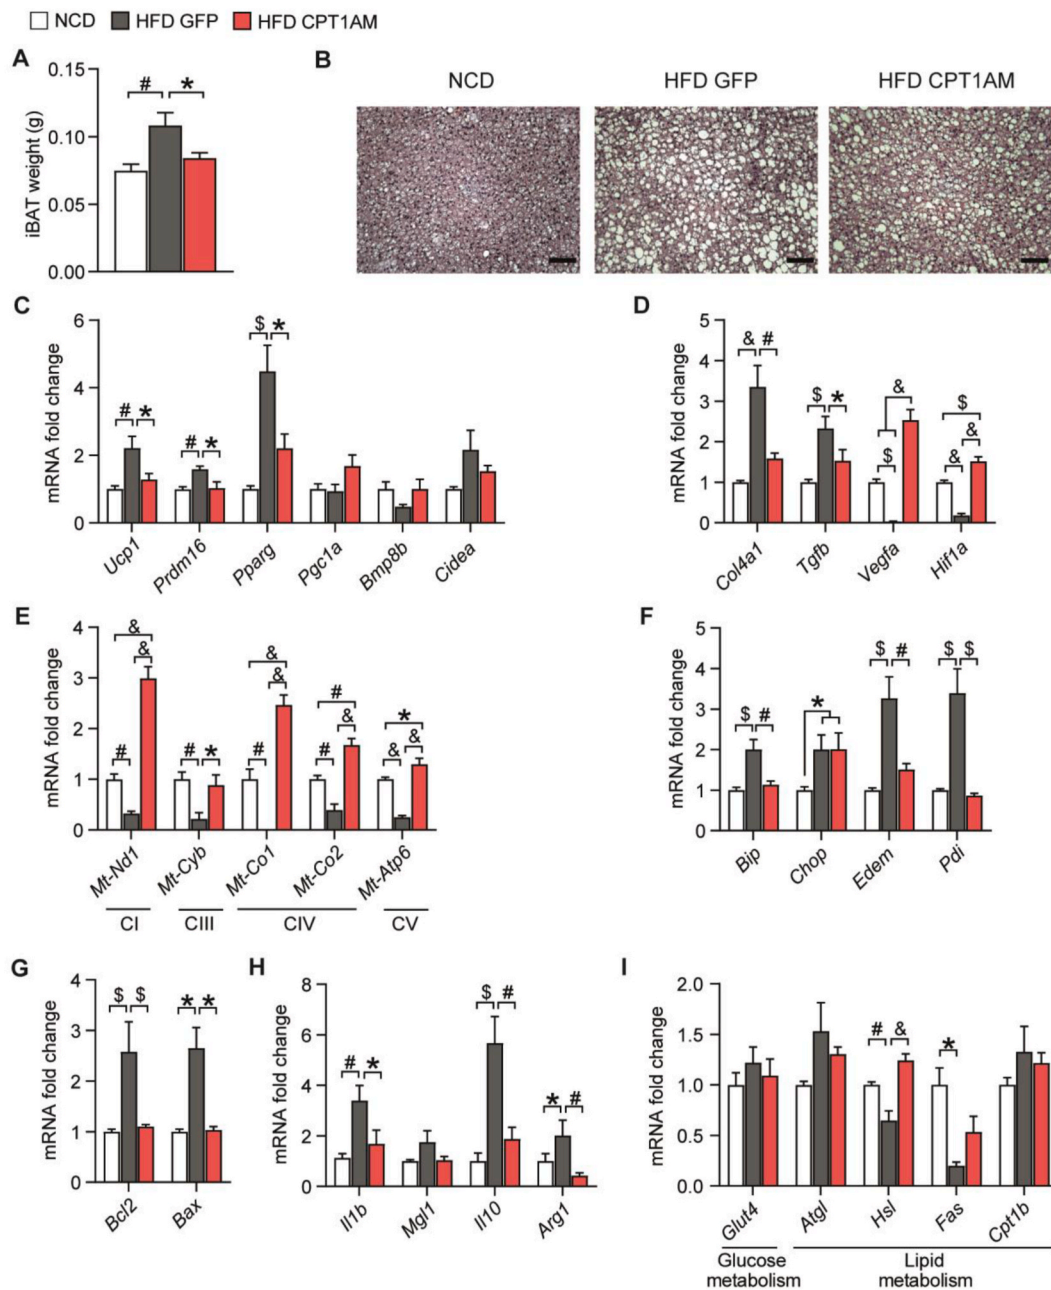 NCD HFD GFP HFD CPT1AM
A
iBAT weight (g)
0.15
0.10
0.05
0.00
# *
B
NCD HFD GFP HFD CPT1AM
C
mRNA fold change
6
4
2
0
# * # * $ *
Ucp1 Prdm16 Pparg Pgc1a Bmp8b Cidea
D
mRNA fold change
5
4
3
2
1
0
& # $ * $ & & $ &
Col4a1 Tgfb Vegfa Hif1a
E
mRNA fold change
4
3
2
1
0
# & & # * # & & # & # & & *
Mt-Nd1 Mt-Cyb Mt-Co1 Mt-Co2 Mt-Atp6
CI CIII CIV CV
F
mRNA fold change
5
4
3
2
1
0
$ # * $ # $ $
Bip Chop Edem Pdi
G
mRNA fold change
4
3
2
1
0
$ $ * *
Bcl2 Bax
H
mRNA fold change
8
6
4
2
0
# * $ # * #
Il1b Mgl1 Il10 Arg1
I
mRNA fold change
2.0
1.5
1.0
0.5
0.0
# & *
Glut4 Atgl Hsl Fas Cpt1b
Glucose metabolism
Lipid metabolism